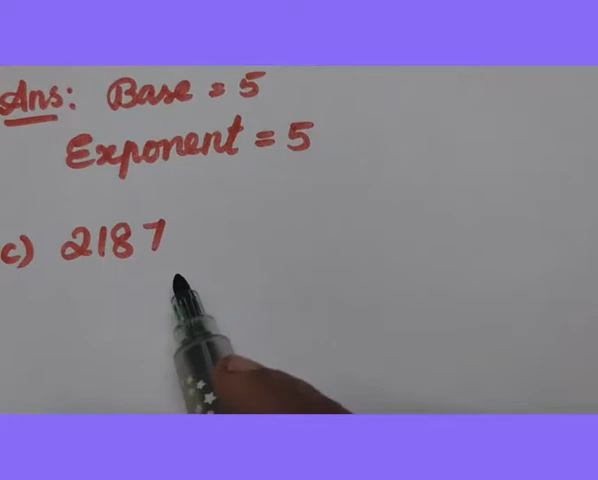 Ans: Base = 5
Exponent = 5
c) 2187